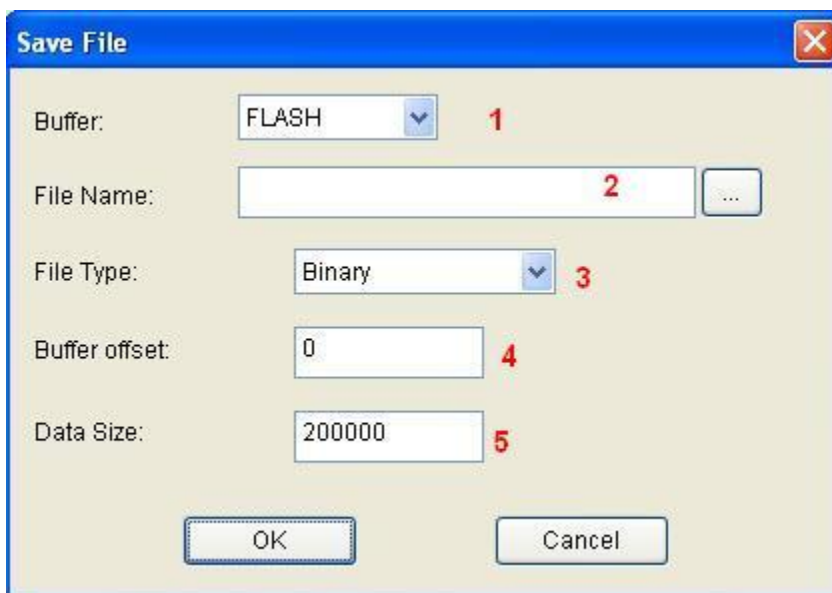 Save File
Buffer: FLASH 1
File Name: 2 ...
File Type: Binary 3
Buffer offset: 0 4
Data Size: 200000 5
OK Cancel